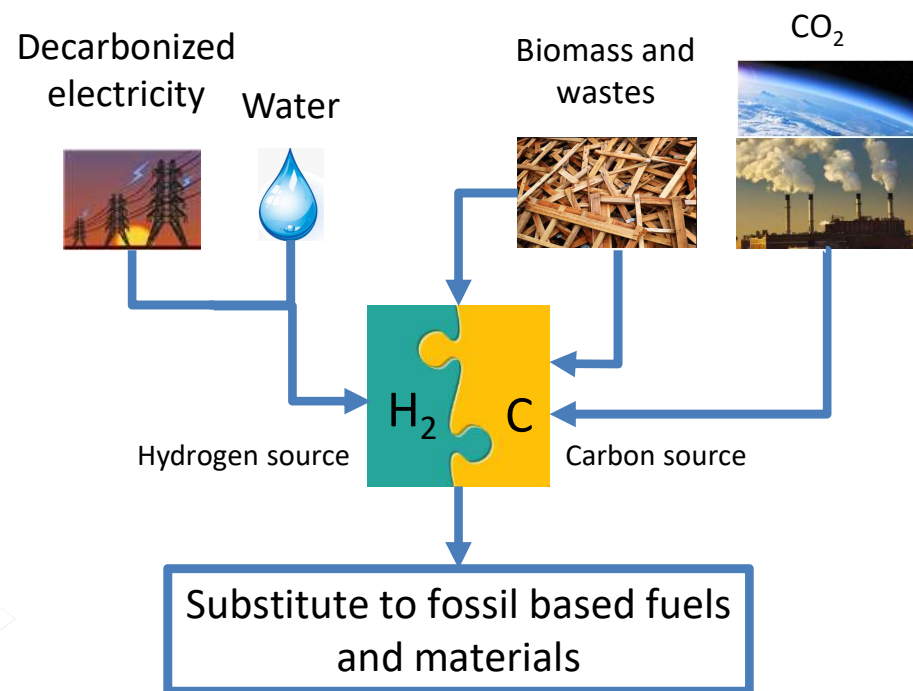 Decarbonized
electricity
Water
Biomass and
wastes
CO₂
H₂
C
Hydrogen source
Carbon source
Substitute to fossil based fuels
and materials